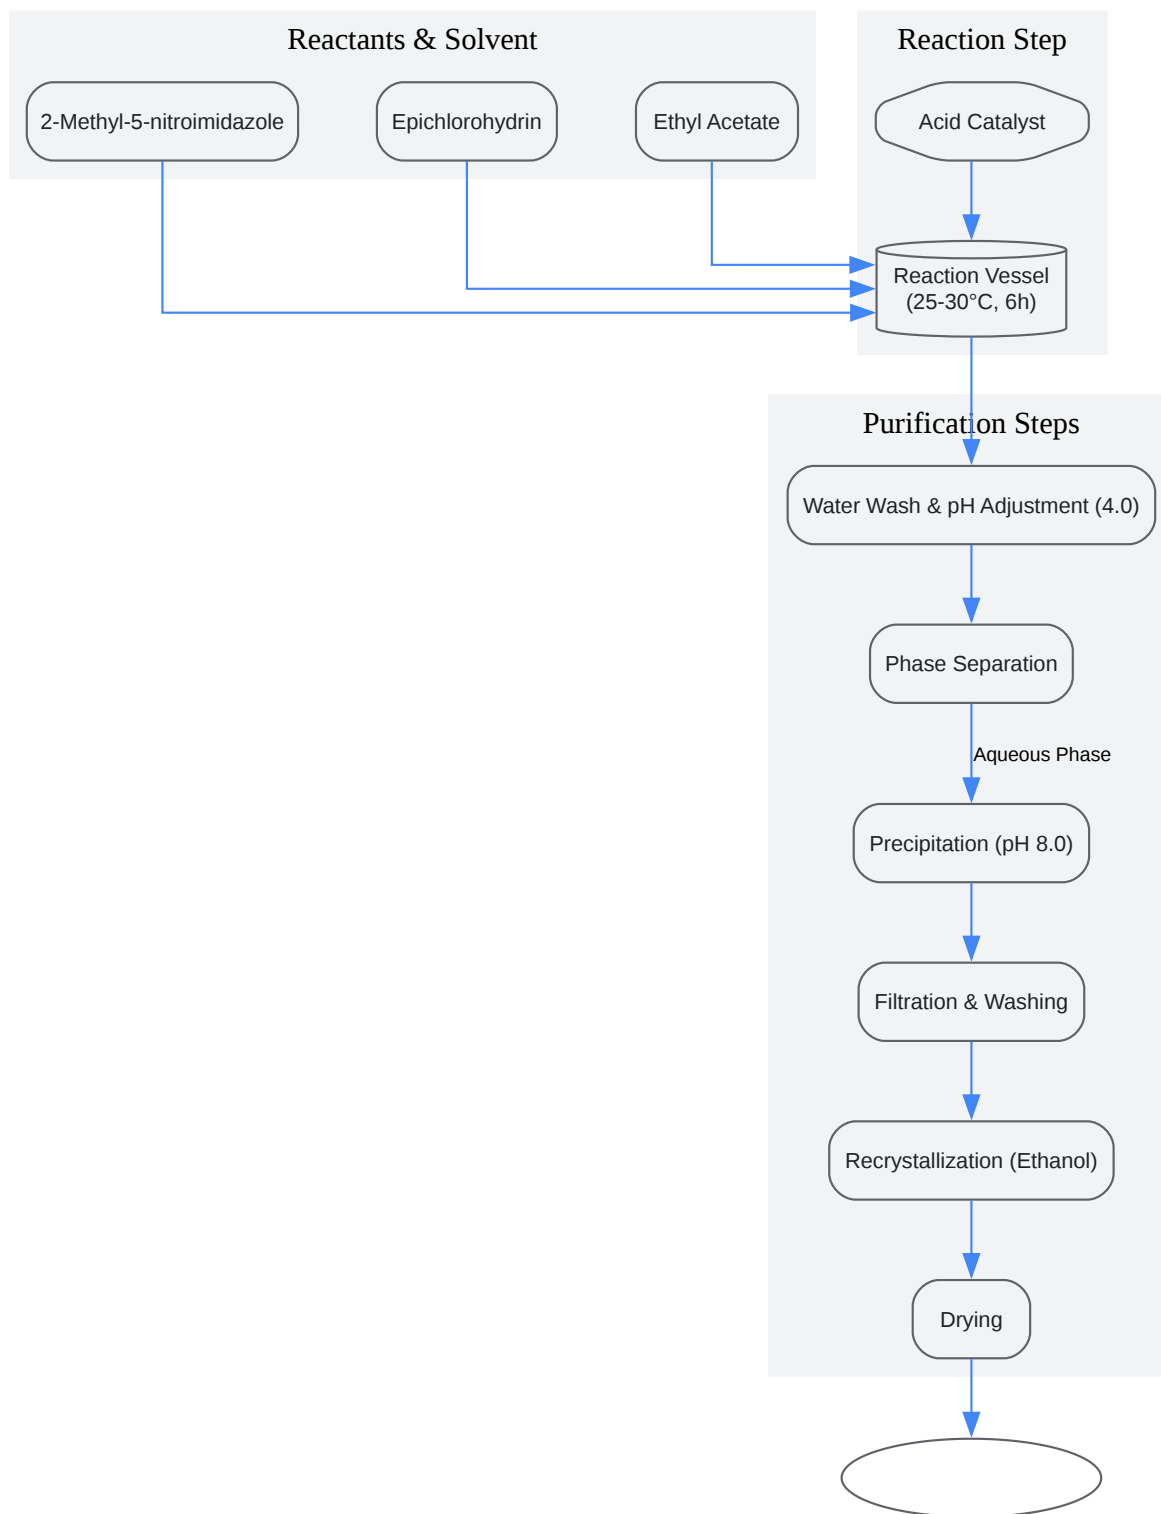 Reactants & Solvent
Reaction Step
2-Methyl-5-nitroimidazole
Epichlorohydrin
Ethyl Acetate
Acid Catalyst
Reaction Vessel
(25-30°C, 6h)
Purification Steps
Water Wash & pH Adjustment (4.0)
Phase Separation
Aqueous Phase
Precipitation (pH 8.0)
Filtration & Washing
Recrystallization (Ethanol)
Drying